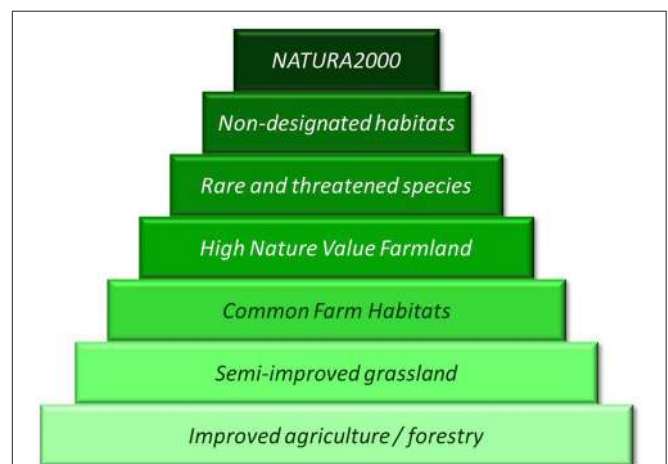 NATURA2000
Non-designated habitats
Rare and threatened species
High Nature Value Farmland
Common Farm Habitats
Semi-improved grassland
Improved agriculture / forestry